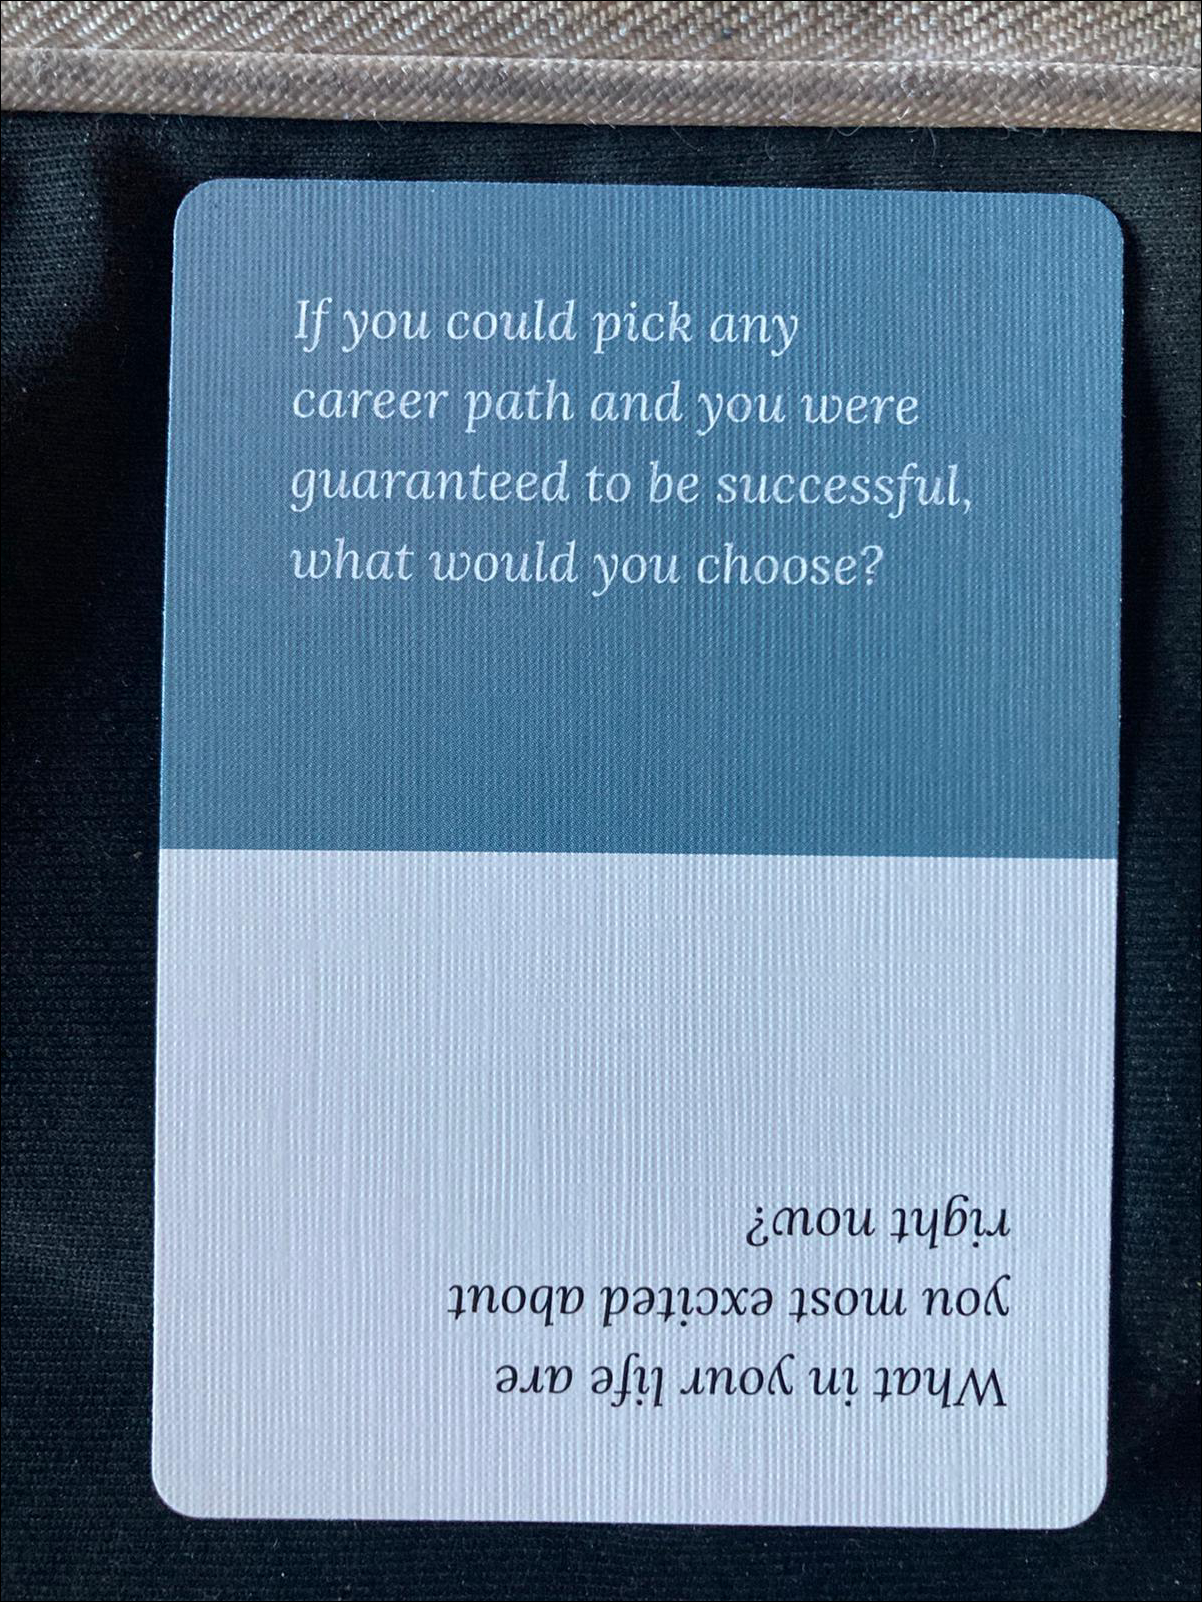 If you could pick any
career path and you were
guaranteed to be successful,
what would you choose?
What in your life are
you most excited about
right now?